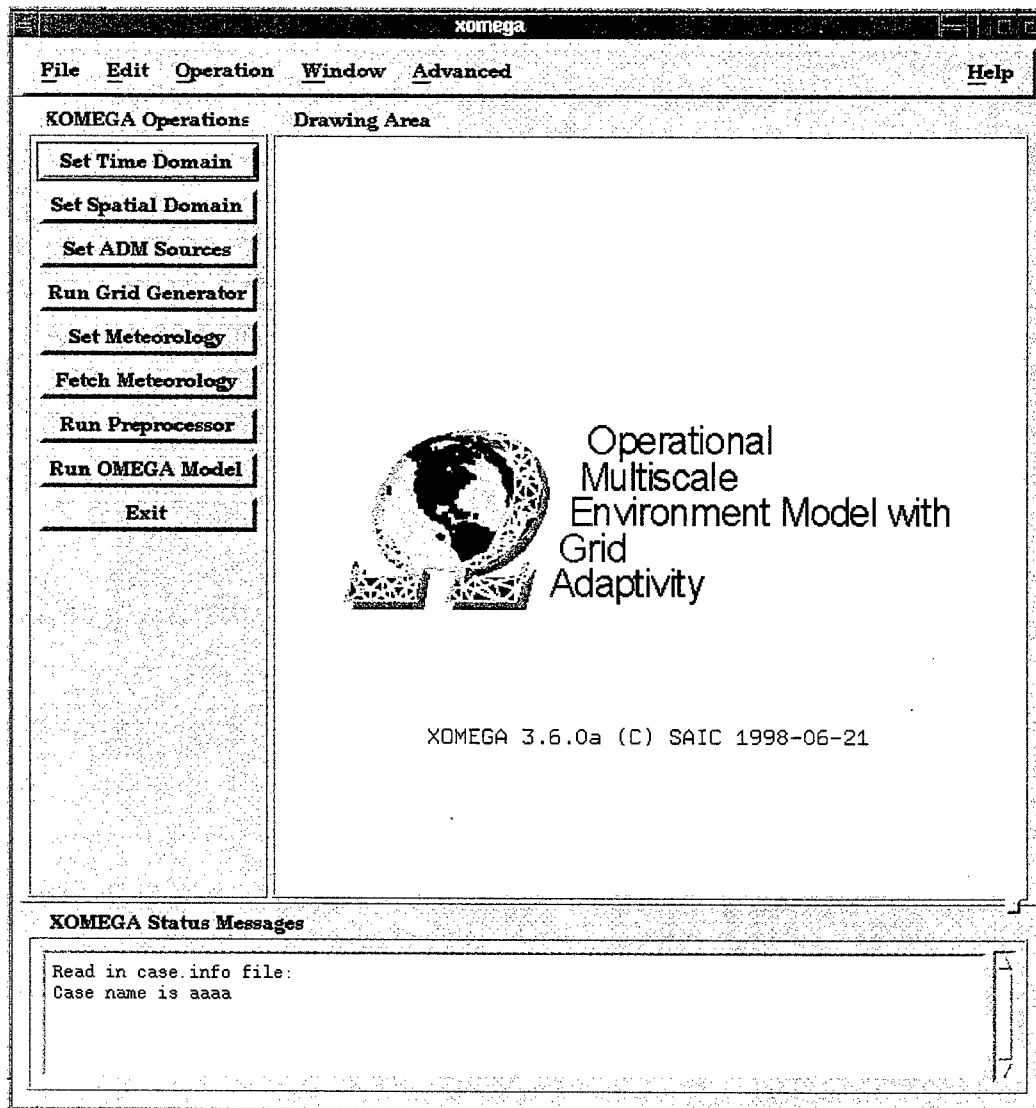 xomega
File Edit Operation Window Advanced Help
XOMEGA Operations
Set Time Domain
Set Spatial Domain
Set ADM Sources
Run Grid Generator
Set Meteorology
Fetch Meteorology
Run Preprocessor
Run OMEGA Model
Exit
Drawing Area
Operational
Multiscale
Environment Model with
Grid
Adaptivity
XOMEGA 3.6.0a (C) SAIC 1998-06-21
XOMEGA Status Messages
Read in case.info file:
Case name is aaaa